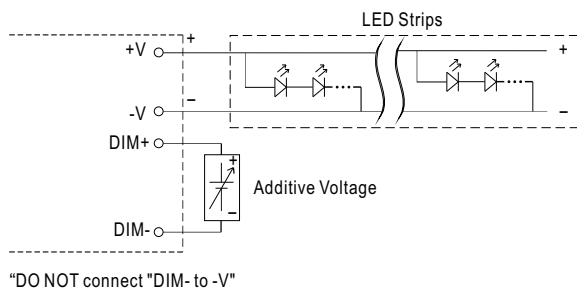 LED Strips
+V
+
+
-V
−
−
DIM+
+
Additive Voltage
−
DIM-
“DO NOT connect "DIM- to -V"